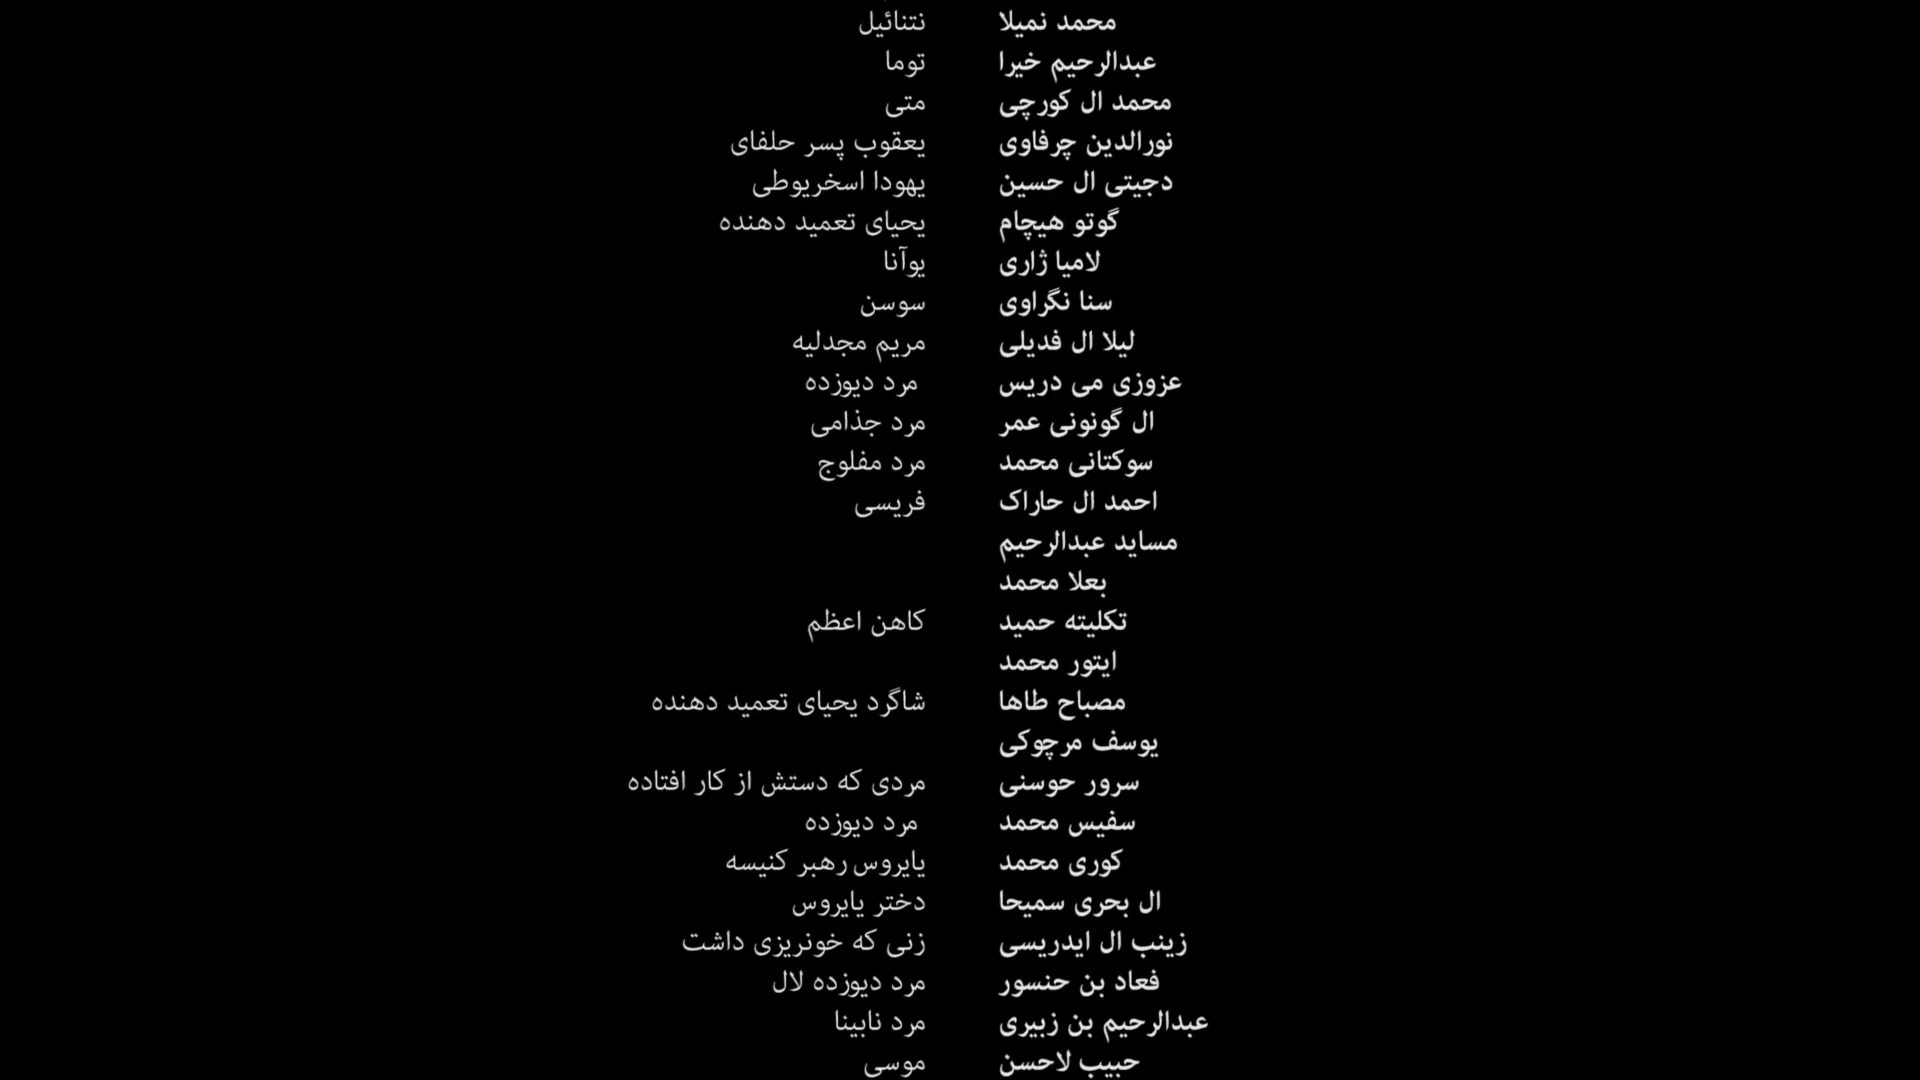 محمد نمیلا نتنائیل
عبدالرحیم خیرا توما
محمد ال کورچی متی
نورالدین چرفاوی یعقوب پسر حلفای
دجیتی ال حسین یهودا اسخریوطی
گوتو هیچام یحیای تعمید دهنده
لامیا ژاری یوآنا
سنا نگراوی سوسن
لیلا ال فدیلی مریم مجدلیه
عزوزی می دریس مرد دیوزده
ال گونونی عمر مرد جذامی
سوکتانی محمد مرد مفلوج
احمد ال حاراک فریسی
مساید عبدالرحیم
بعلا محمد
تکلیته حمید کاهن اعظم
ایتور محمد
مصباح طاها شاگرد یحیای تعمید دهنده
یوسف مرچوکی
سرور حوسنی مردی که دستش از کار افتاده
سفیس محمد مرد دیوزده
کوری محمد یایروس رهبر کنیسه
ال بحری سمیحا دختر یایروس
زینب ال ایدریسی زنی که خونریزی داشت
فعاد بن حنسور مرد دیوزده لال
عبدالرحیم بن زبیری مرد نابینا
حبیب لاحسن موسی